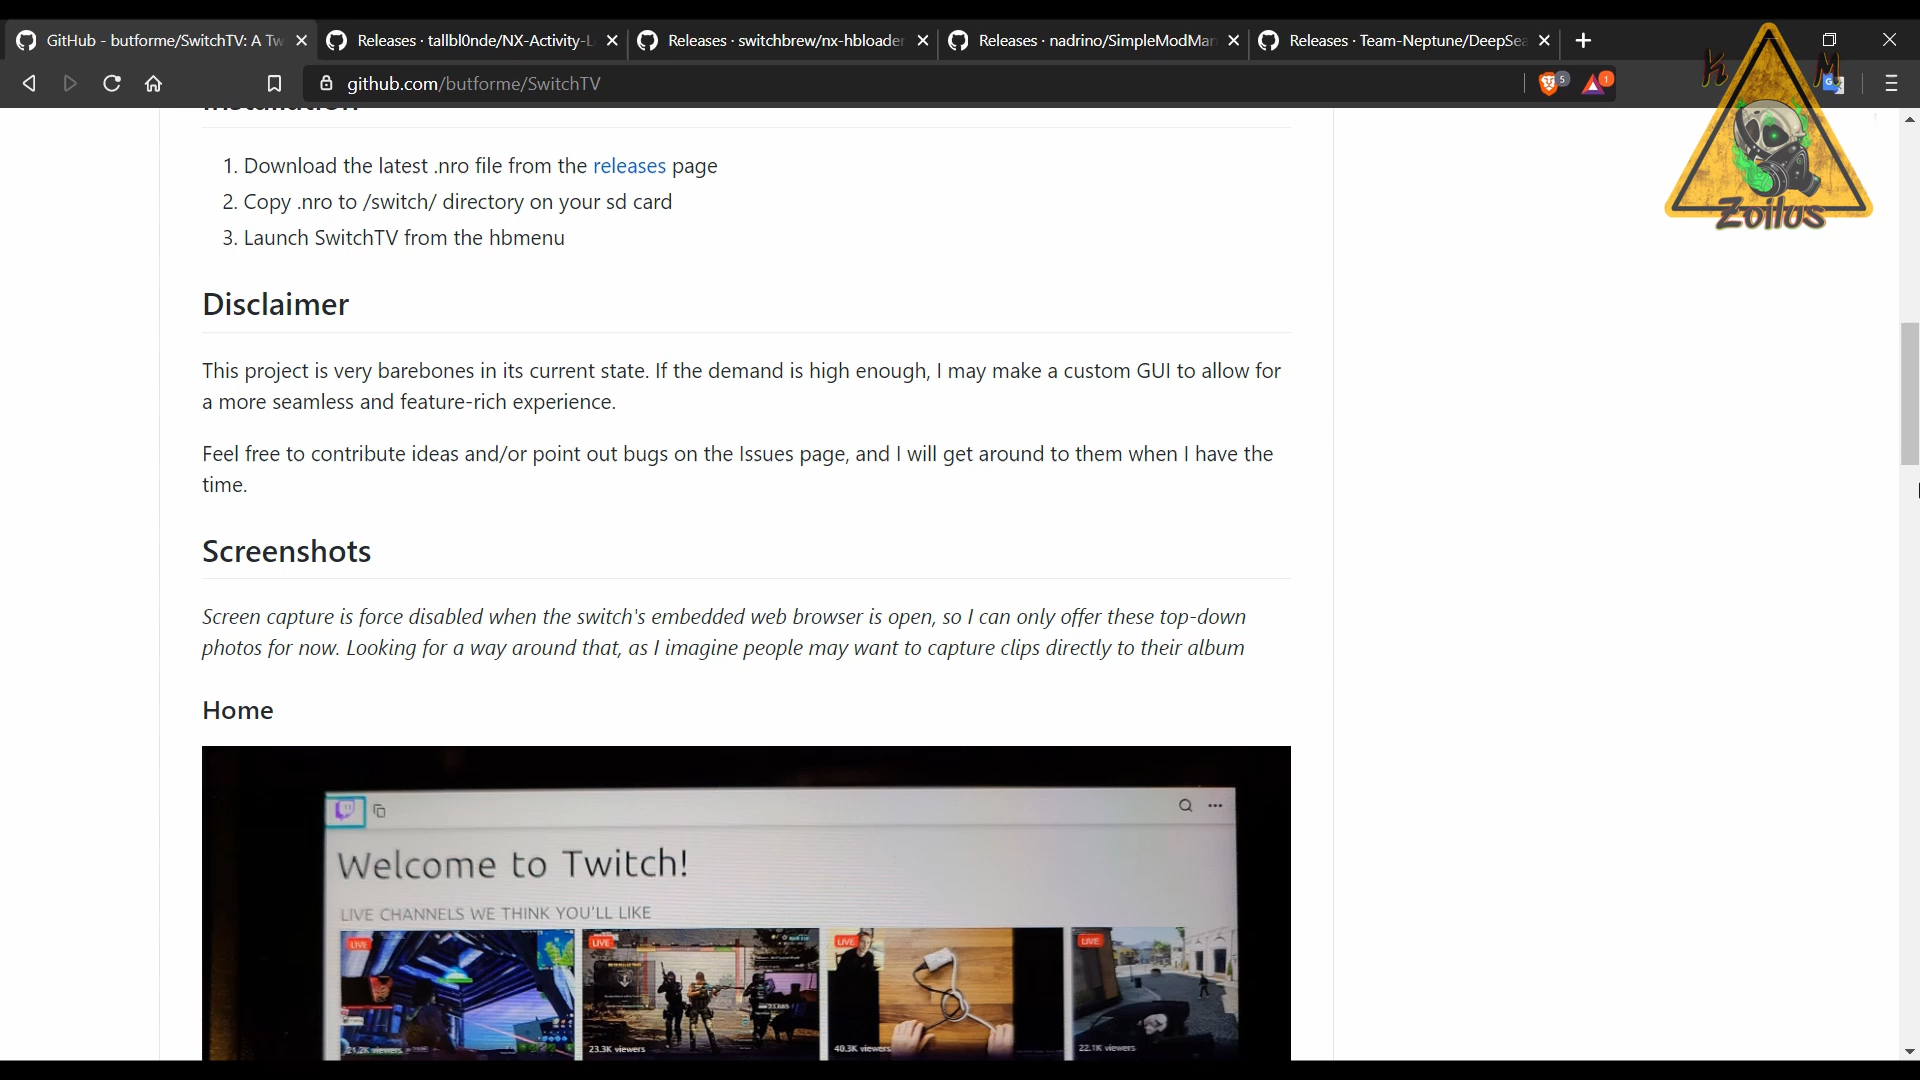 GitHub - butforme/SwitchTV: A Tw
Releases · tallbl0nde/NX-Activity-L
Releases · switchbrew/nx-hbloader
Releases · nadrino/SimpleModMan
Releases · Team-Neptune/DeepSea
github.com/butforme/SwitchTV
5
1
K M
Zoilus
Installation
1. Download the latest .nro file from the releases page
2. Copy .nro to /switch/ directory on your sd card
3. Launch SwitchTV from the hbmenu
Disclaimer
This project is very barebones in its current state. If the demand is high enough, I may make a custom GUI to allow for
a more seamless and feature-rich experience.
Feel free to contribute ideas and/or point out bugs on the Issues page, and I will get around to them when I have the
time.
Screenshots
Screen capture is force disabled when the switch's embedded web browser is open, so I can only offer these top-down
photos for now. Looking for a way around that, as I imagine people may want to capture clips directly to their album
Home
Welcome to Twitch!
LIVE CHANNELS WE THINK YOU'LL LIKE
LIVE LIVE LIVE LIVE
24.2K viewers 23.3K viewers 40.3K viewers 22.1K viewers